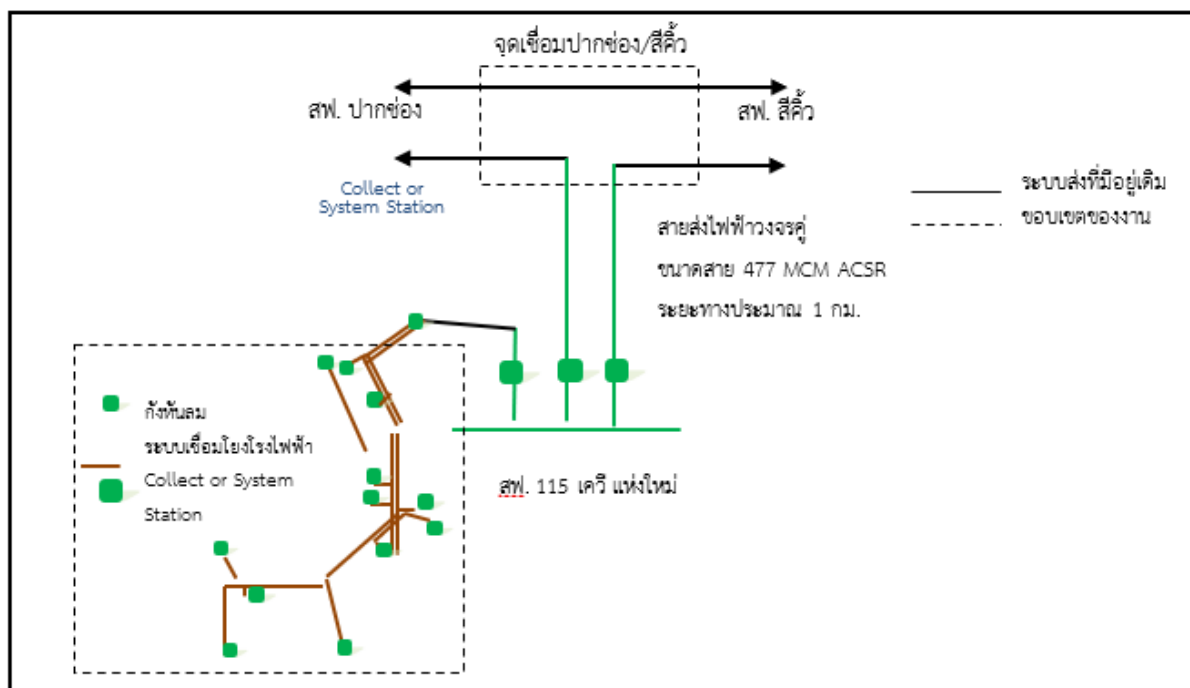 จุดเชื่อมปากช่อง/สีคิ้ว
สฟ. ปากช่อง
สฟ. สีคิ้ว
Collect or
System Station
ระบบส่งที่มีอยู่เดิม
ขอบเขตของงาน
สายส่งไฟฟ้าวงจรคู่
ขนาดสาย 477 MCM ACSR
ระยะทางประมาณ 1 กม.
กังหันลม
ระบบเชื่อมโยงโรงไฟฟ้า
Collect or System
Station
สฟ. 115 เควี แห่งใหม่